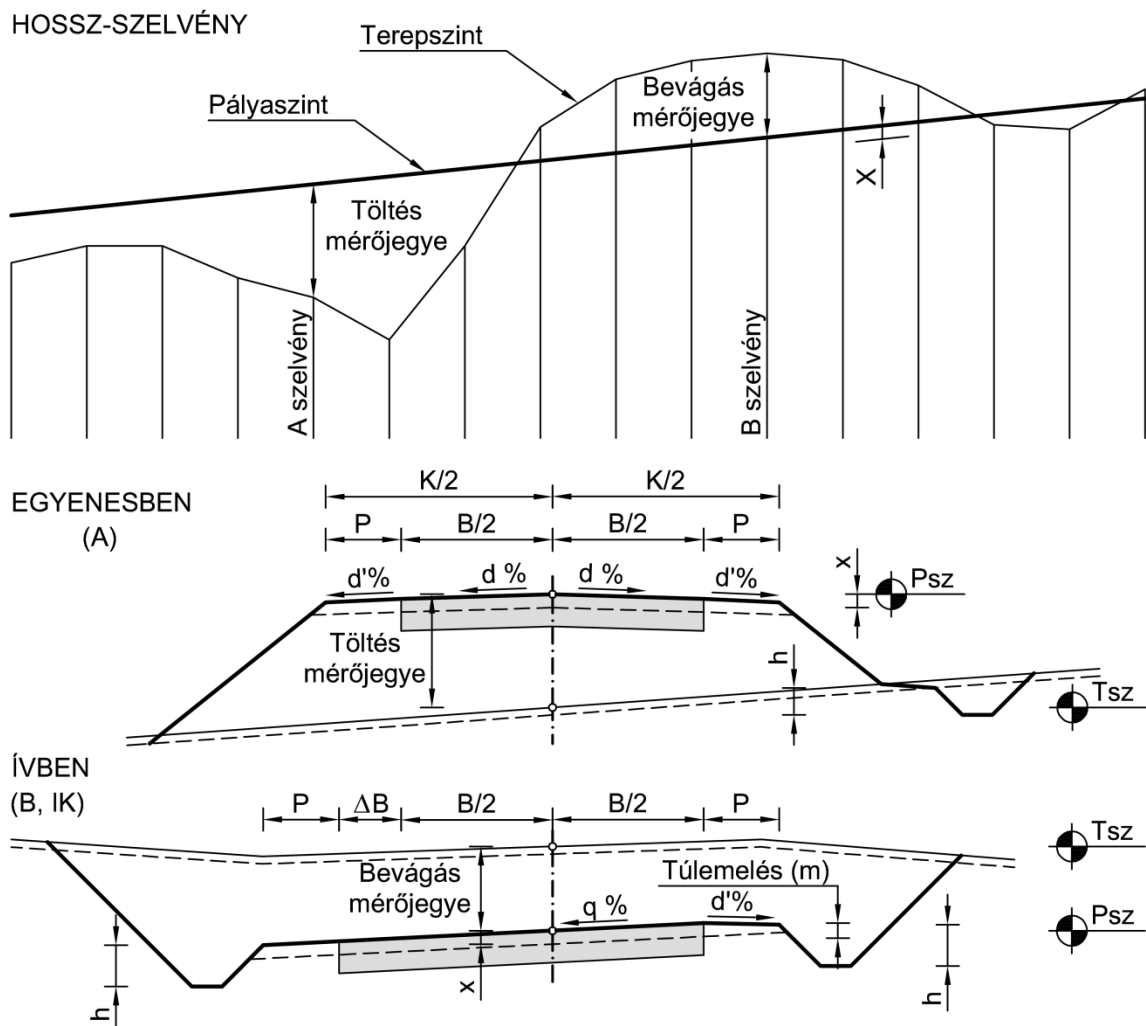 HOSSZ-SZELVÉNY
Terepszint
Pályaszint
Bevágás
mérőjegye
X
Töltés
mérőjegye
A szelvény
B szelvény
K/2 K/2
EGYENESBEN
(A)
P B/2 B/2 P
d'% d % d % d'%
x
Psz
Töltés
mérőjegye
h
Tsz
ÍVBEN
(B, IK)
P ΔB B/2 B/2 P
Tsz
Bevágás
mérőjegye
Túlemelés (m)
q % d'%
Psz
h
x
h